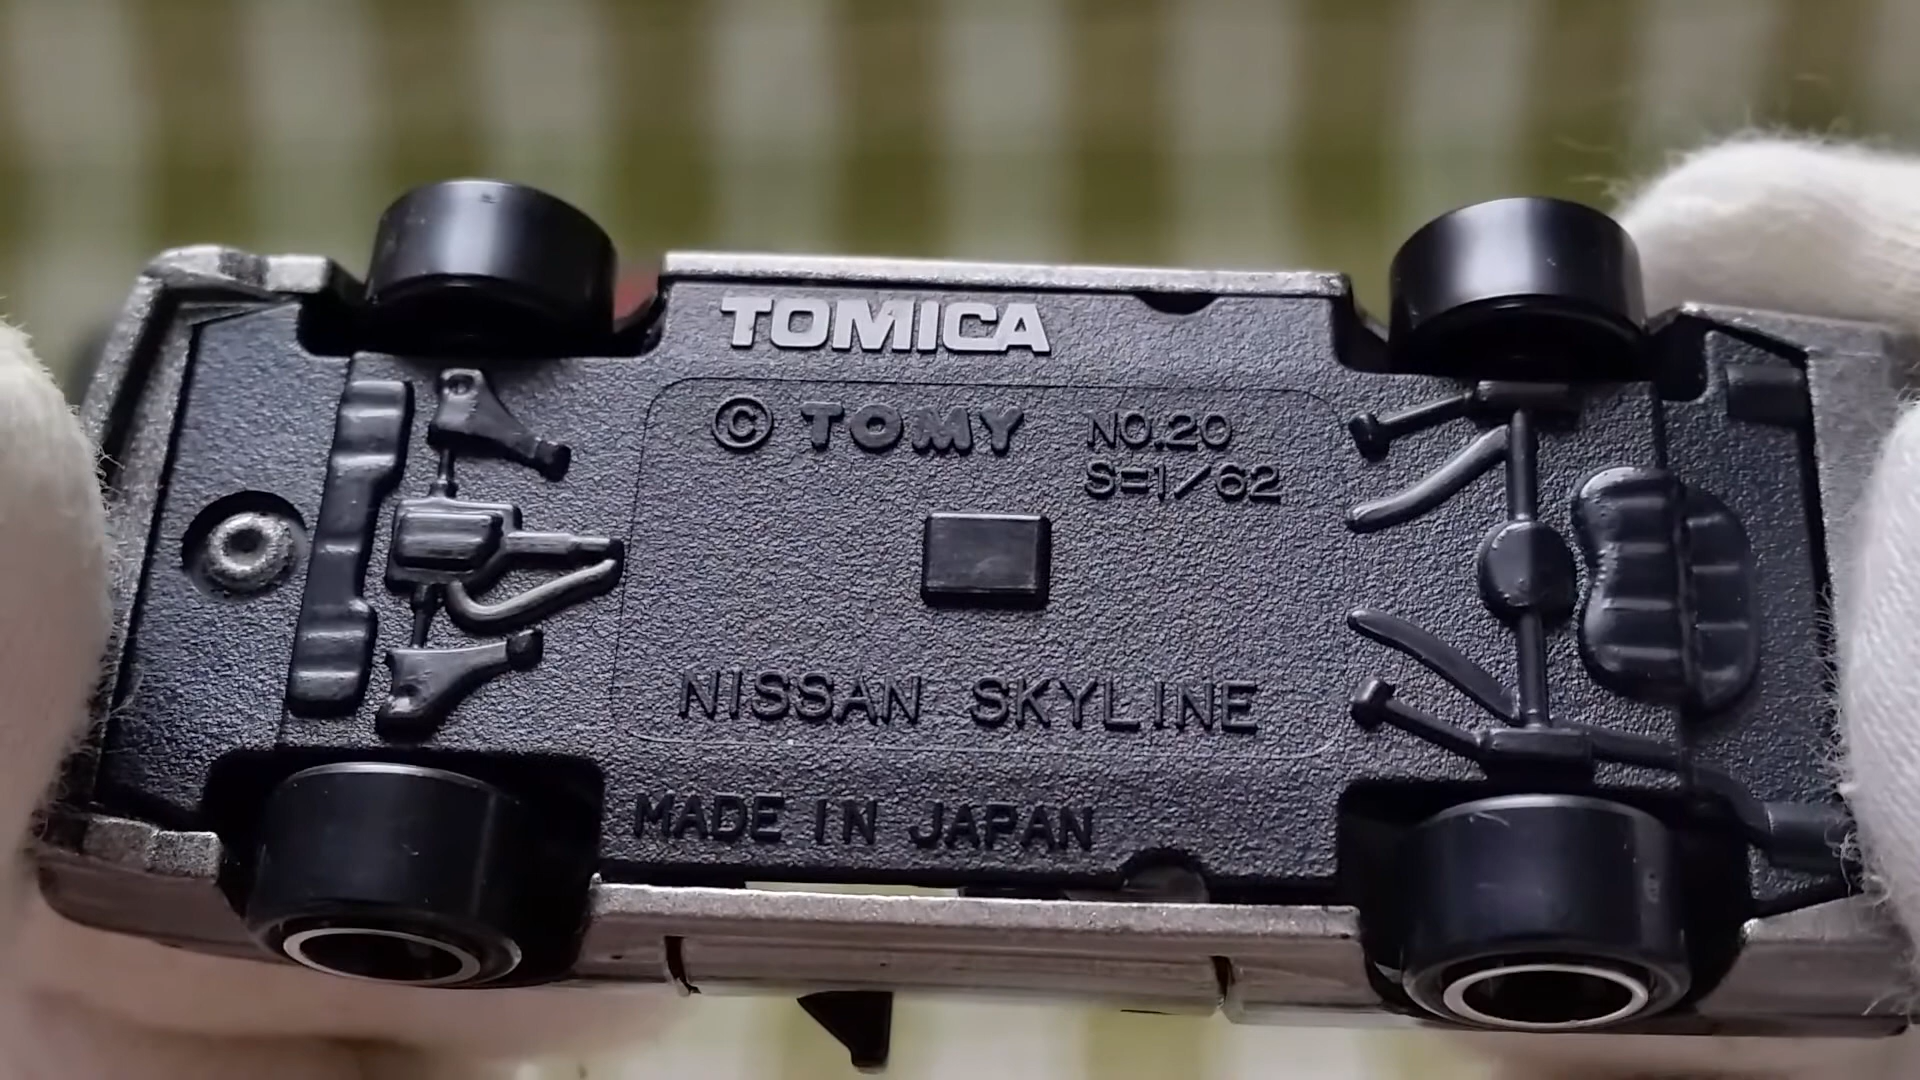 TOMICA
© TOMY NO.20
S=1/62
NISSAN SKYLINE
MADE IN JAPAN